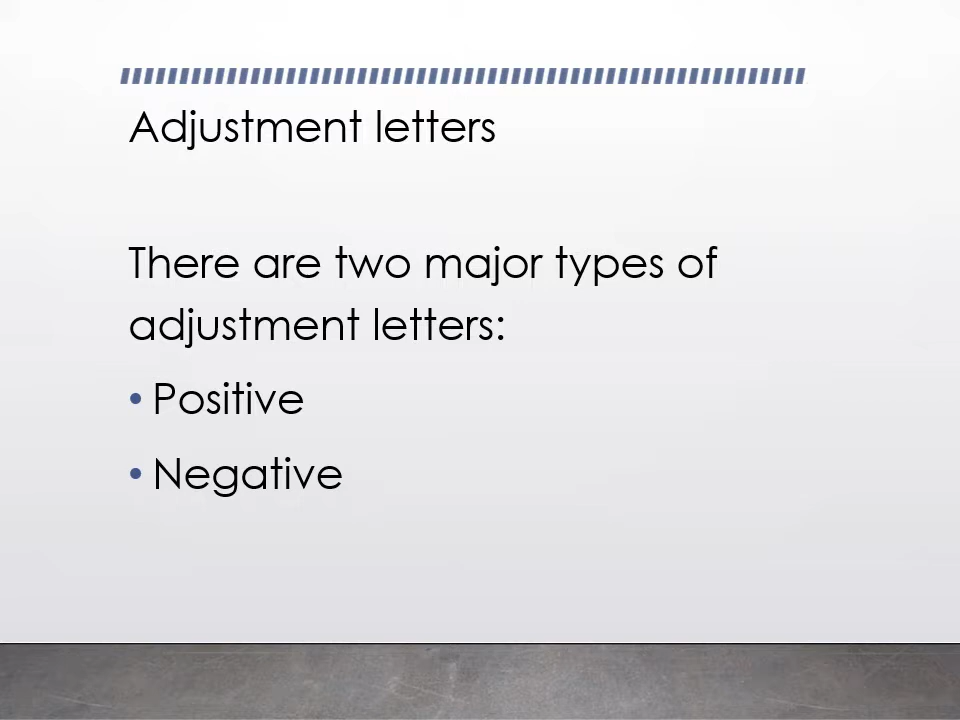 Adjustment letters
There are two major types of
adjustment letters:
• Positive
• Negative